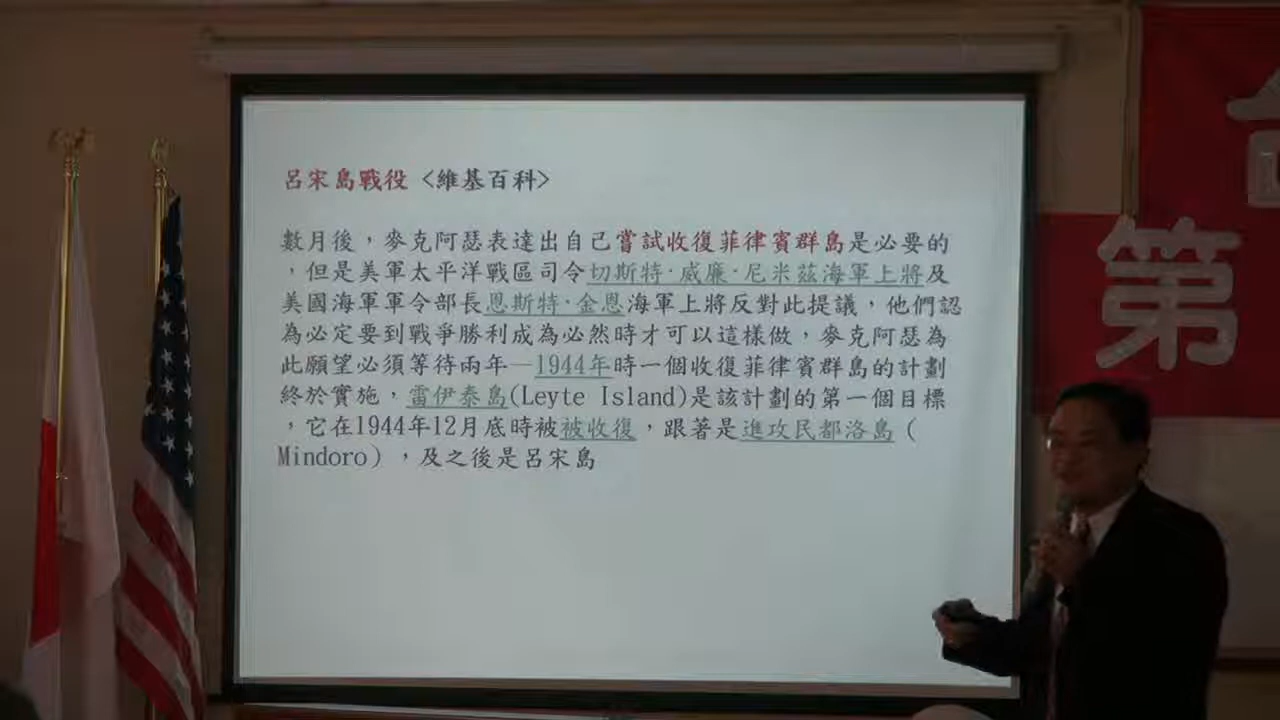 呂宋島戰役 <維基百科>
數月後，麥克阿瑟表達出自己嘗試收復菲律賓群島是必要的
，但是美軍太平洋戰區司令切斯特·威廉·尼米茲海軍上將及
美國海軍軍令部長恩斯特·金恩海軍上將反對此提議，他們認
為必定要到戰爭勝利成為必然時才可以這樣做，麥克阿瑟為
此願望必須等待兩年—1944年時一個收復菲律賓群島的計劃
終於實施，雷伊泰島(Leyte Island)是該計劃的第一個目標
，它在1944年12月底時被被收復，跟著是進攻民都洛島（
Mindoro），及之後是呂宋島
第